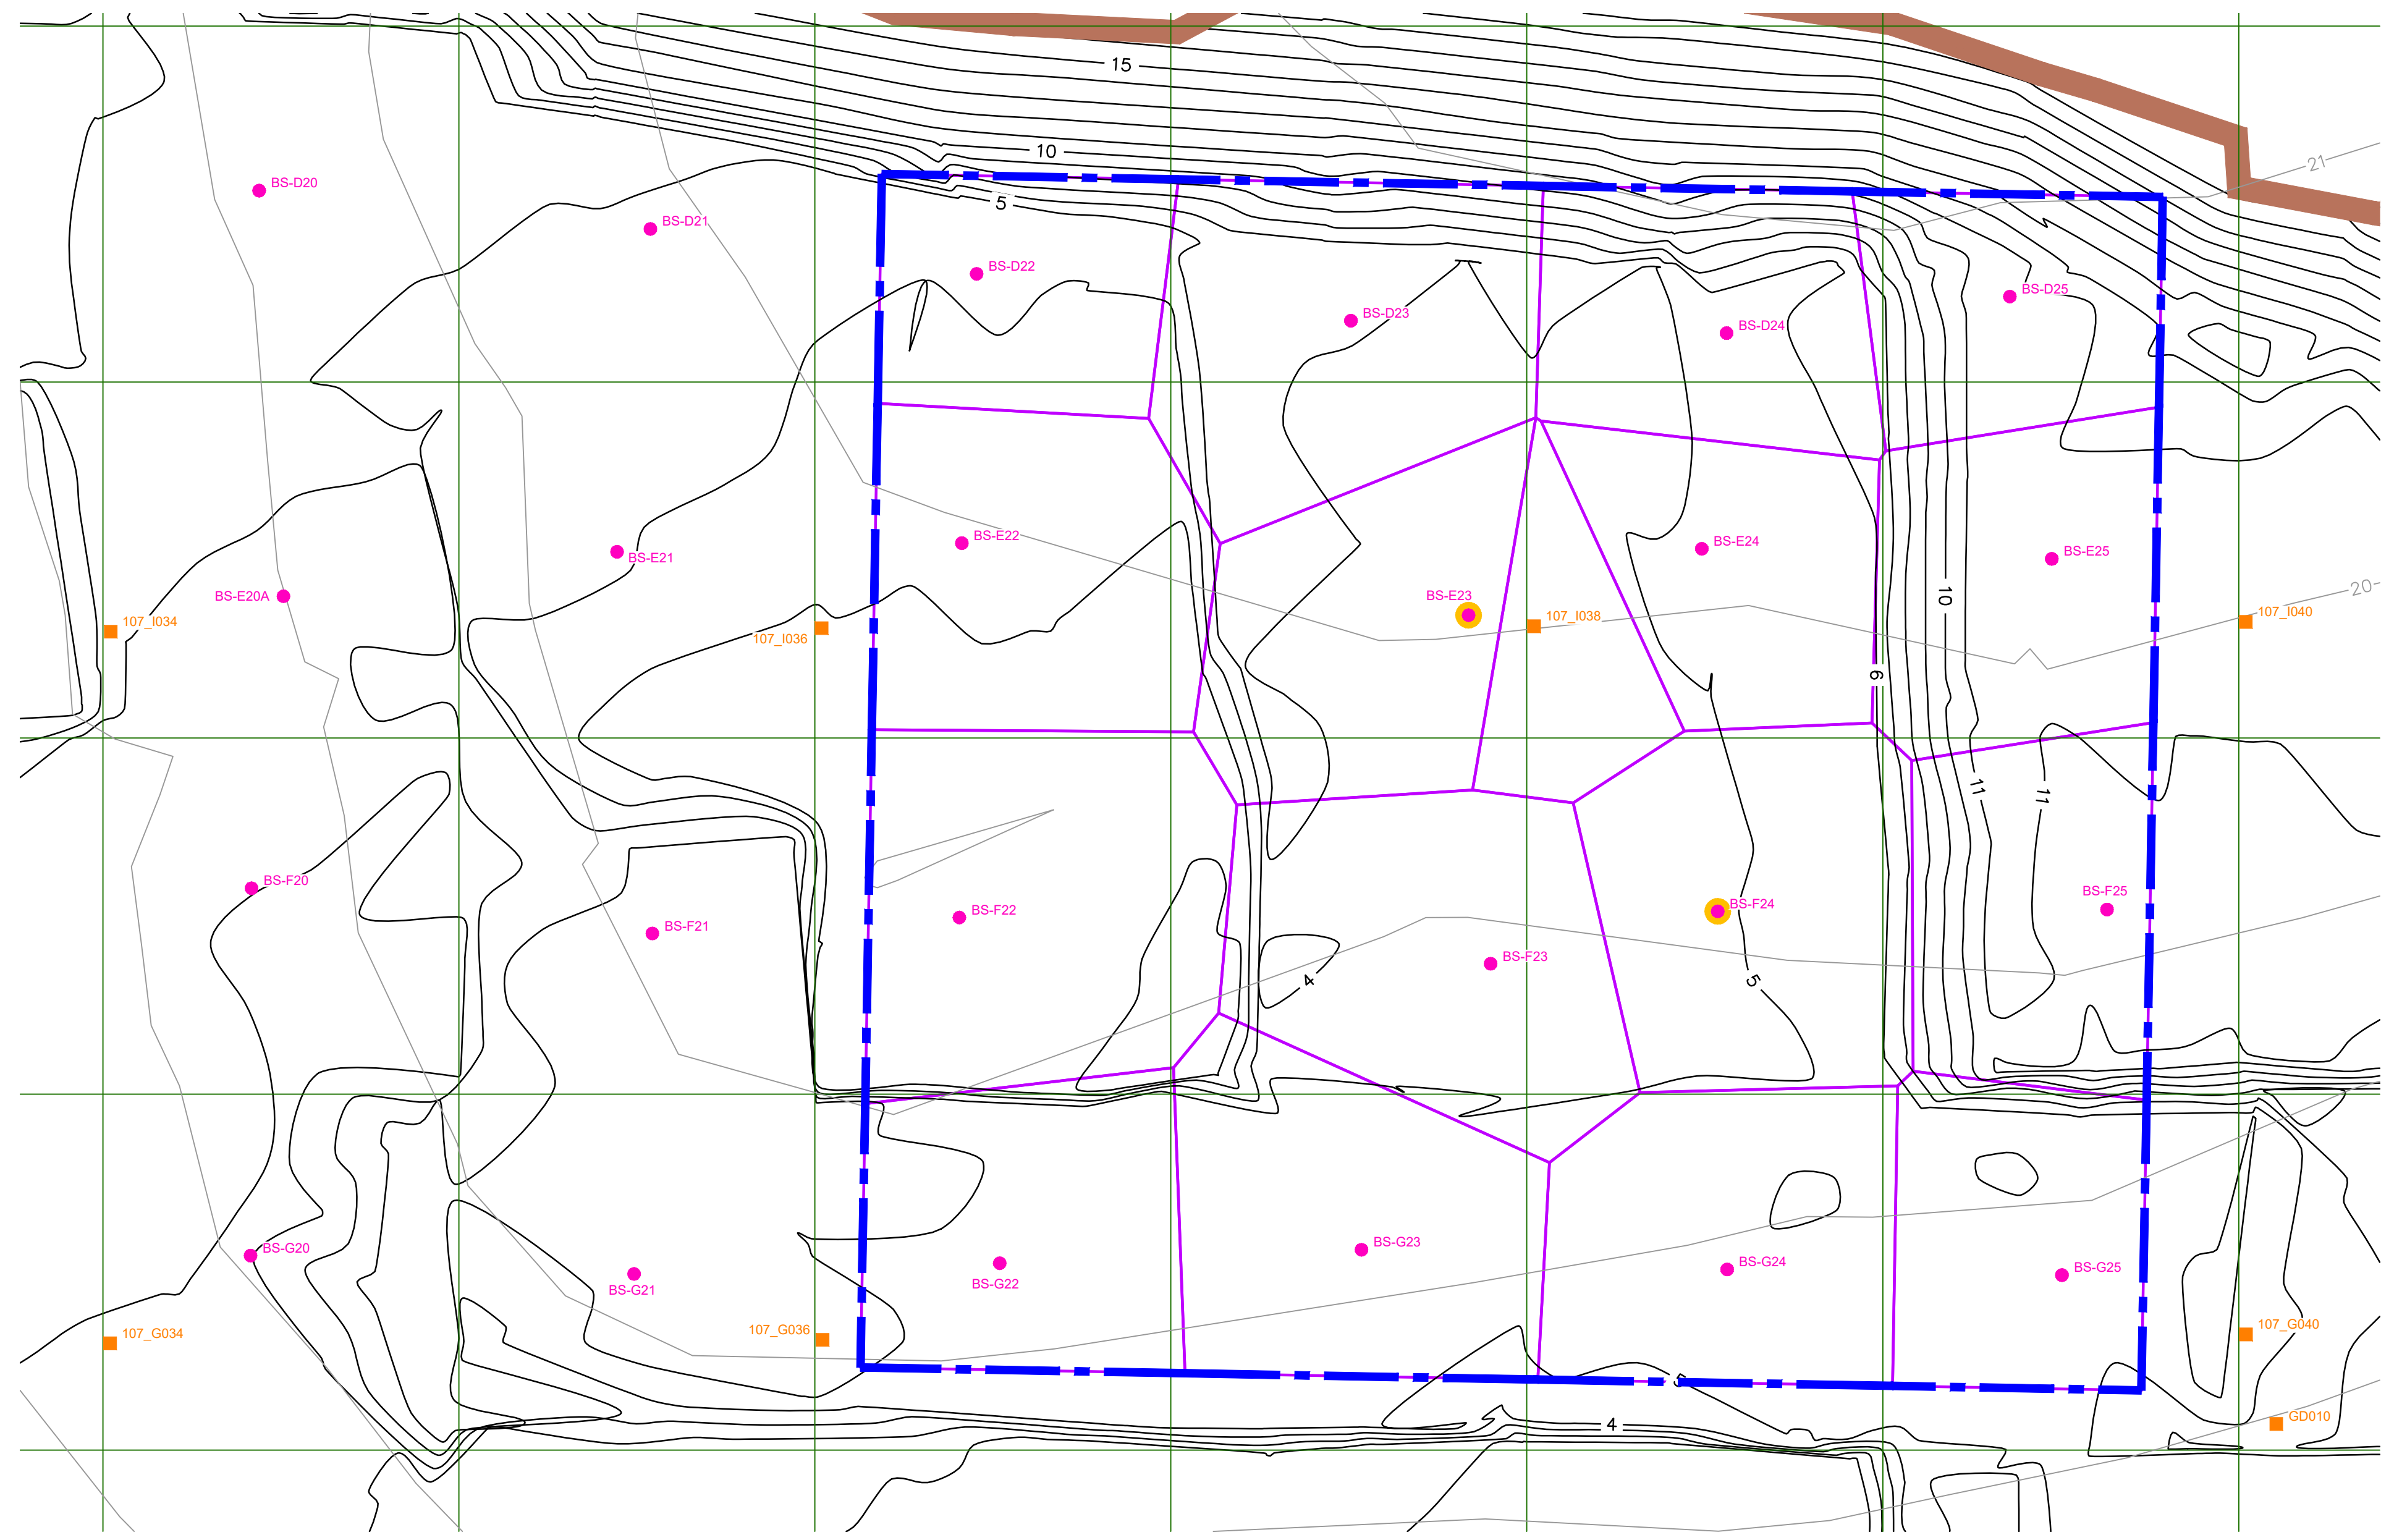 15
10
21
BS-D20
5
BS-D21
BS-D22
BS-D25
BS-D23
BS-D24
BS-E22
BS-E24
BS-E21
BS-E25
20
BS-E20A
BS-E23
10
107_I034
107_I036
107_I038
107_I040
6
11
11
BS-F20
BS-F22
BS-F24
BS-F25
BS-F21
BS-F23
4
5
BS-G20
BS-G21
BS-G22
BS-G23
BS-G24
BS-G25
107_G034
107_G036
107_G040
5
4
GD010